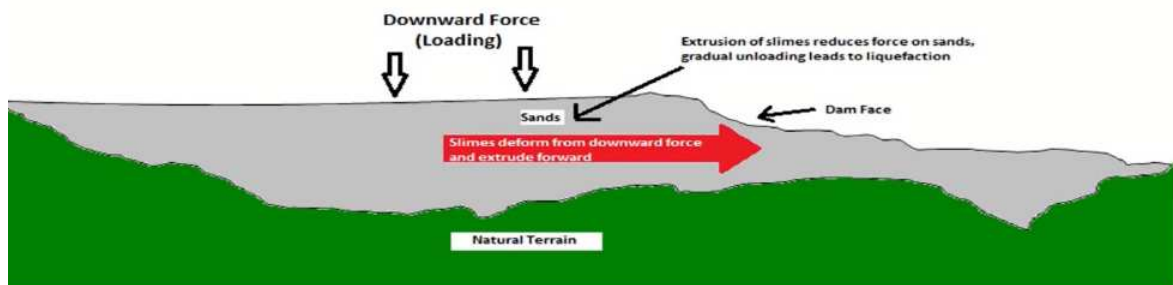 Downward Force
(Loading)
Extrusion of slimes reduces force on sands,
gradual unloading leads to liquefaction
Sands
Dam Face
Slimes deform from downward force
and extrude forward
Natural Terrain